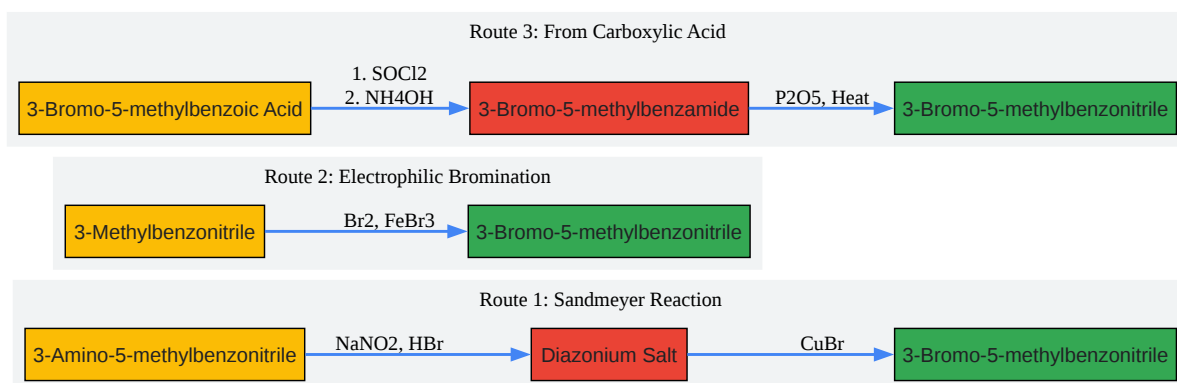 Route 3: From Carboxylic Acid
1. SOCl2
2. NH4OH
3-Bromo-5-methylbenzoic Acid
3-Bromo-5-methylbenzamide
P2O5, Heat
3-Bromo-5-methylbenzonitrile
Route 2: Electrophilic Bromination
3-Methylbenzonitrile
Br2, FeBr3
3-Bromo-5-methylbenzonitrile
Route 1: Sandmeyer Reaction
3-Amino-5-methylbenzonitrile
NaNO2, HBr
Diazonium Salt
CuBr
3-Bromo-5-methylbenzonitrile